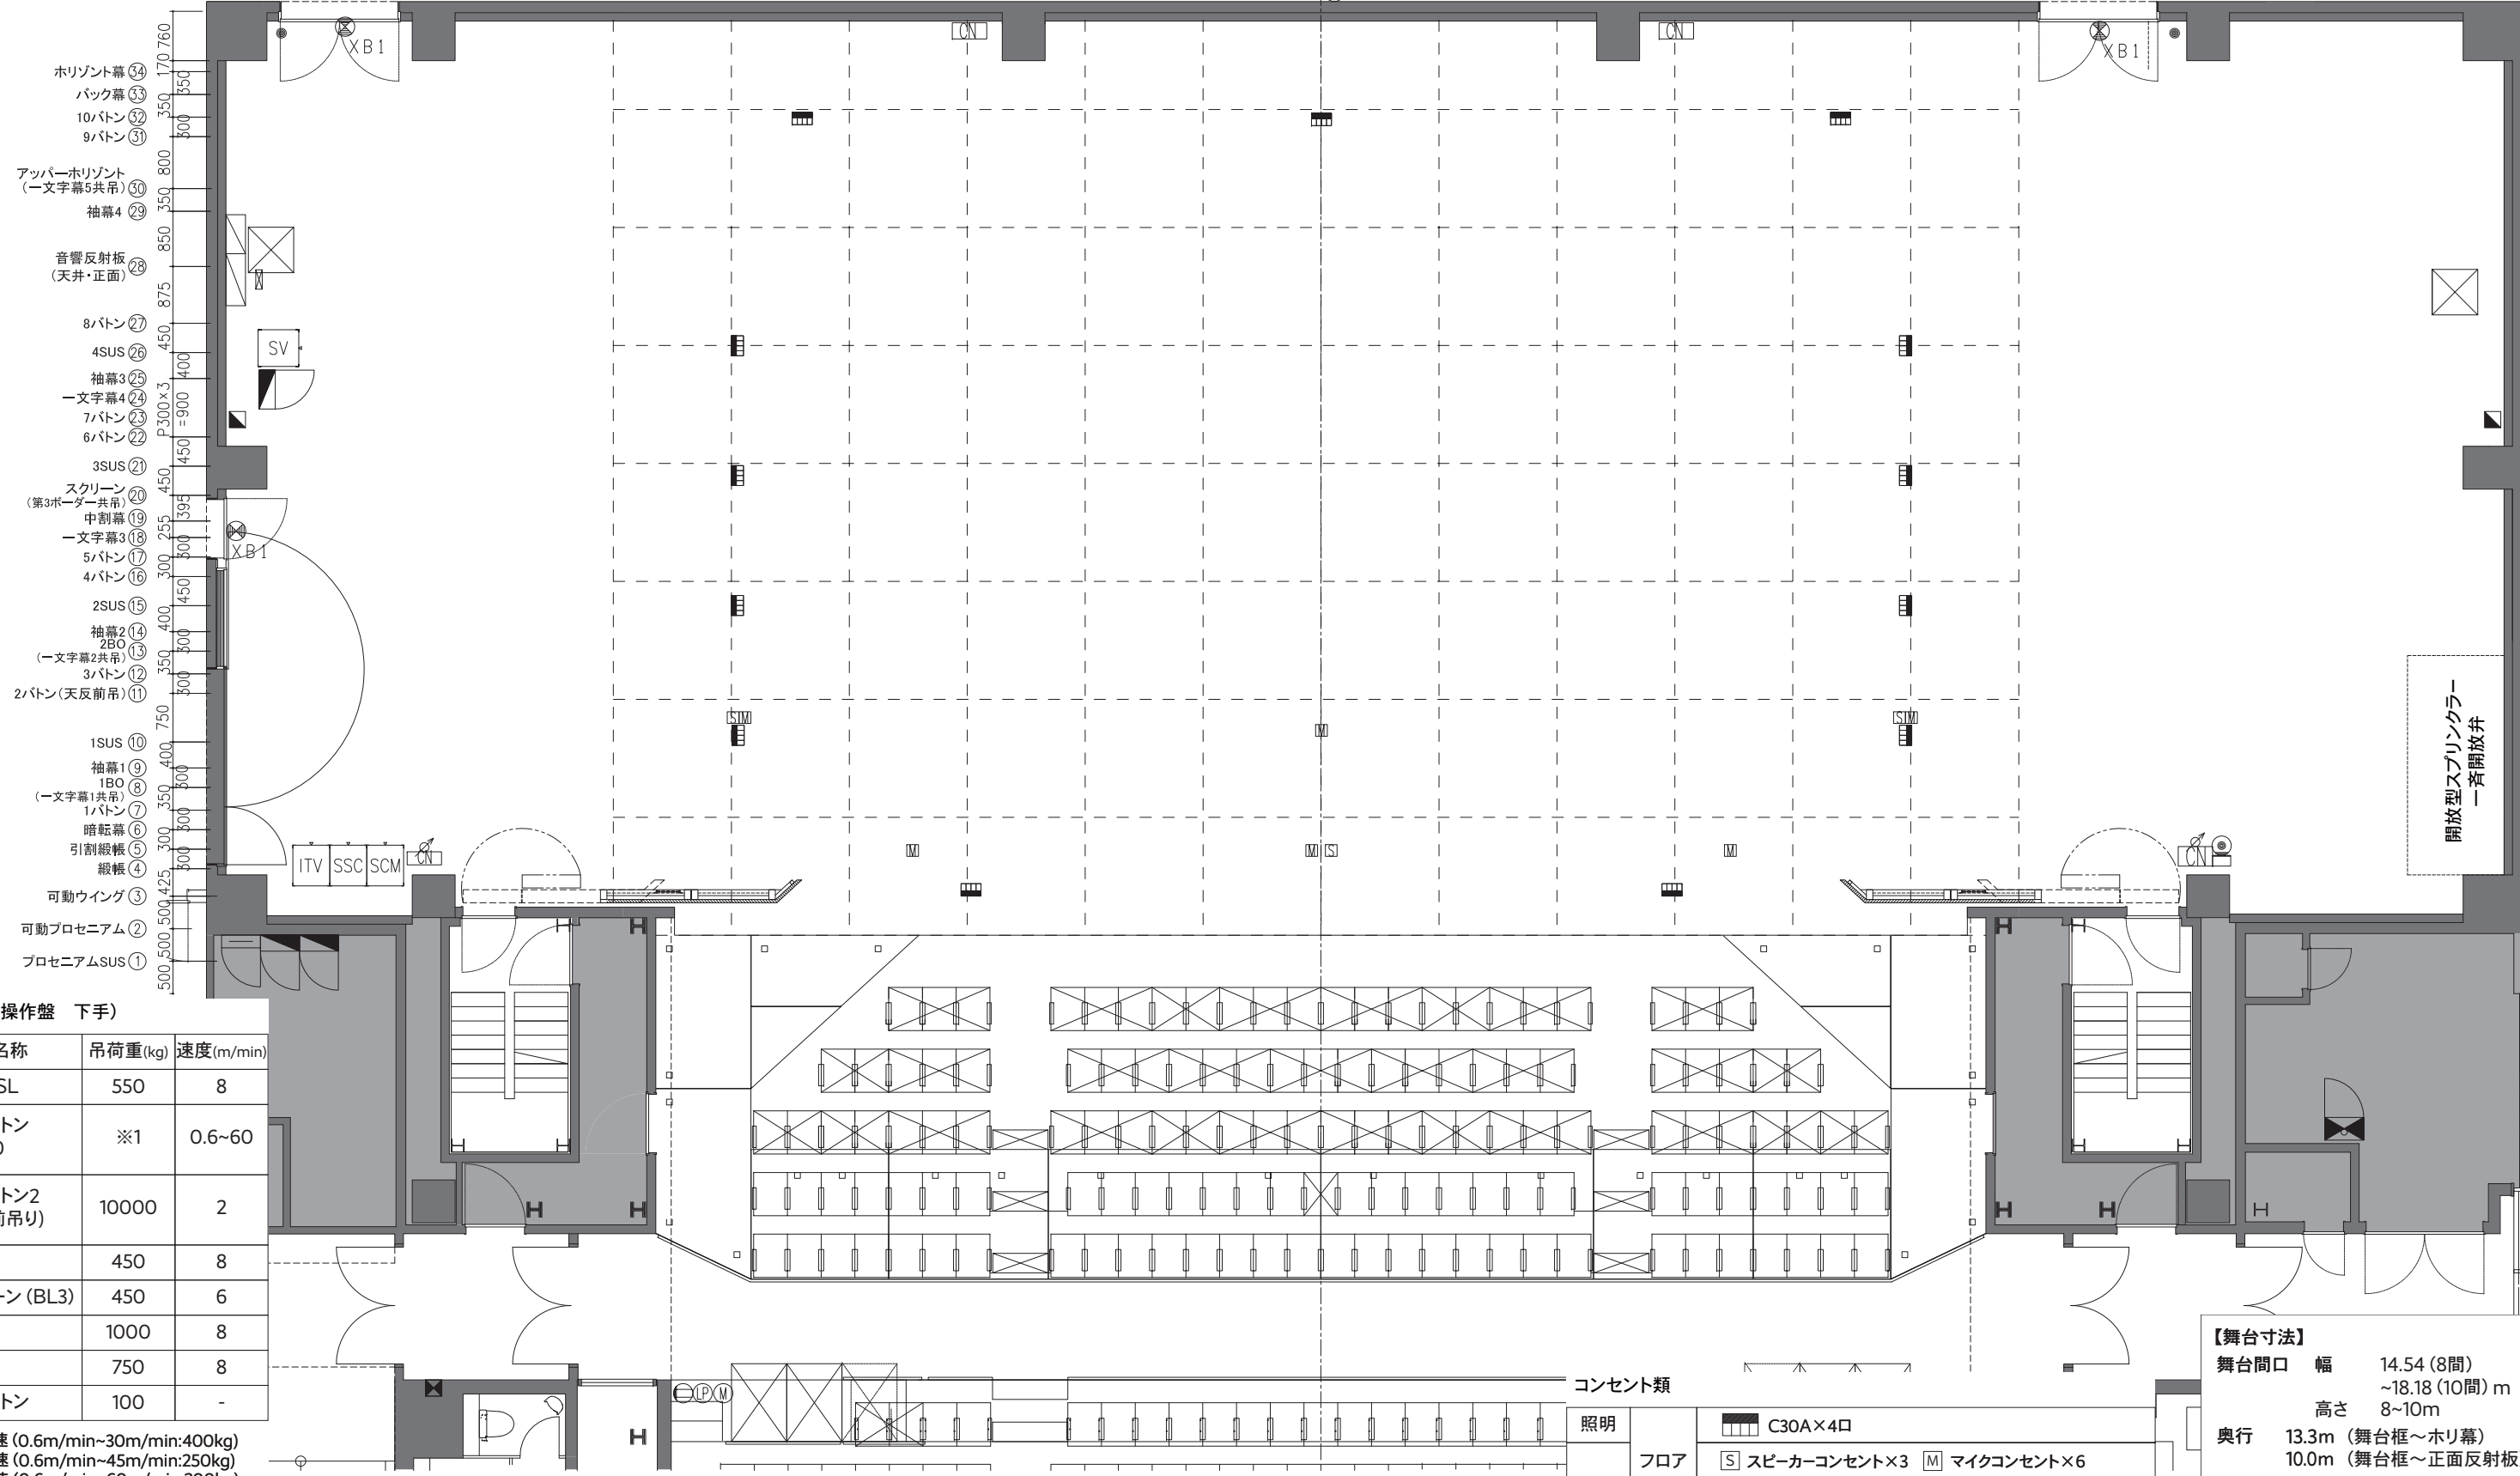 ホリゾント幕 34
バック幕 33
10バトン 32
9バトン 31
アッパーホリゾント
(一文字幕5共吊) 30
袖幕4 29
音響反射板
(天井・正面) 28
8バトン 27
4SUS 26
袖幕3 25
一文字幕4 24
7バトン 23
6バトン 22
3SUS 21
スクリーン
(第3ボーダー共吊) 20
中割幕 19
一文字幕3 18
5バトン 17
4バトン 16
2SUS 15
袖幕2 14
2BO
(一文字幕2共吊) 13
3バトン 12
2バトン(天反前吊) 11
1SUS 10
袖幕1 9
1BO
(一文字幕1共吊) 8
1バトン 7
暗転幕 6
引割緞帳 5
緞帳 4
可動ウイング 3
可動プロセニアム 2
プロセニアムSUS 1
760
170
350
350
300
800
350
850
875
450
400
P300×3
=900
450
450
395
255
300
300
450
400
300
350
300
750
400
300
350
300
300
300
425
500
500
500
XB1
CN
CN
XB1
SV
XB1
SIM
M
SIM
ITV SSC SCM
CN
M
M S
M
CN
開放型スプリンクラー
一斉開放弁
操作盤 下手)
名称 吊荷重(kg) 速度(m/min)
SL 550 8
トン
※1 0.6~60
トン2
前吊り) 10000 2
450 8
ーン (BL3) 450 6
1000 8
750 8
トン 100 -
速 (0.6m/min~30m/min:400kg)
速 (0.6m/min~45m/min:250kg)
LP M
コンセント類
照明 C30A×4口
フロア S スピーカーコンセント×3 M マイクコンセント×6
【舞台寸法】
舞台間口 幅 14.54 (8間)
~18.18 (10間) m
高さ 8~10m
奥行 13.3m (舞台框～ホリ幕)
10.0m (舞台框～正面反射板